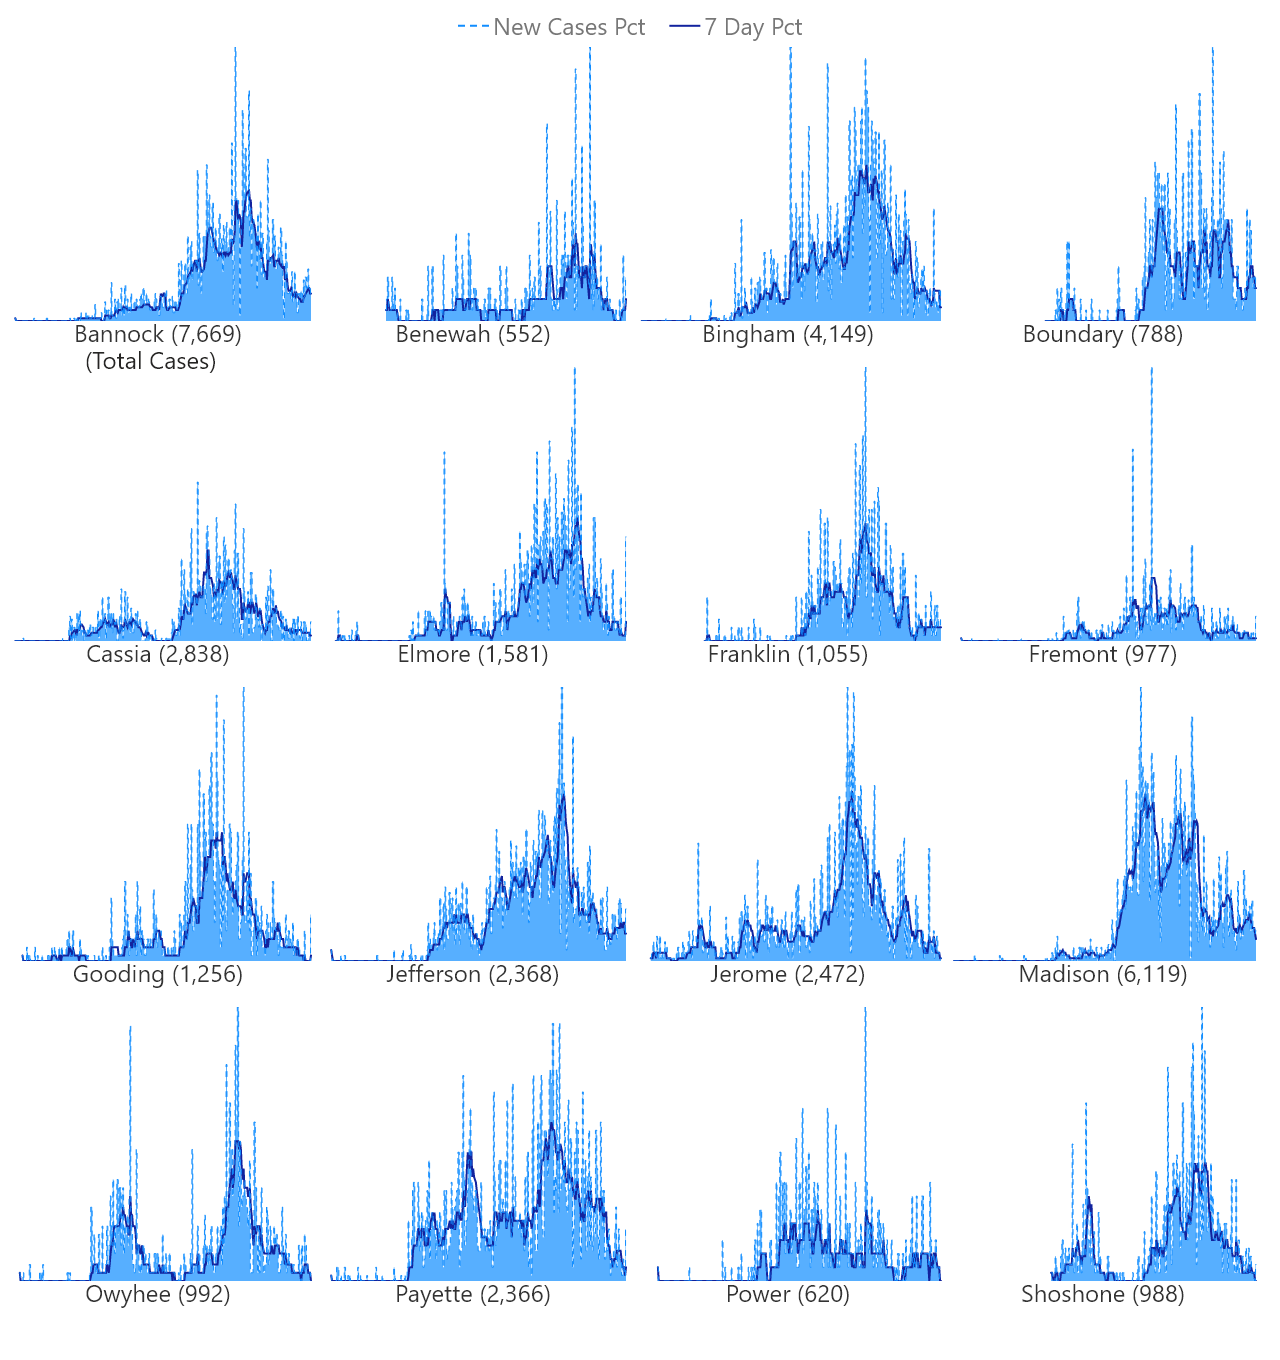 New Cases Pct 7 Day Pct
Bannock (7,669) Benewah (552) Bingham (4,149) Boundary (788)
(Total Cases)
Cassia (2,838) Elmore (1,581) Franklin (1,055) Fremont (977)
Gooding (1,256) Jefferson (2,368) Jerome (2,472) Madison (6,119)
Owyhee (992) Payette (2,366) Power (620) Shoshone (988)